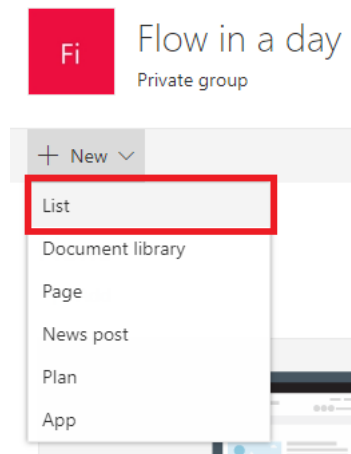 Fi
Flow in a day
Private group
New
List
Document library
Page
News post
Plan
App